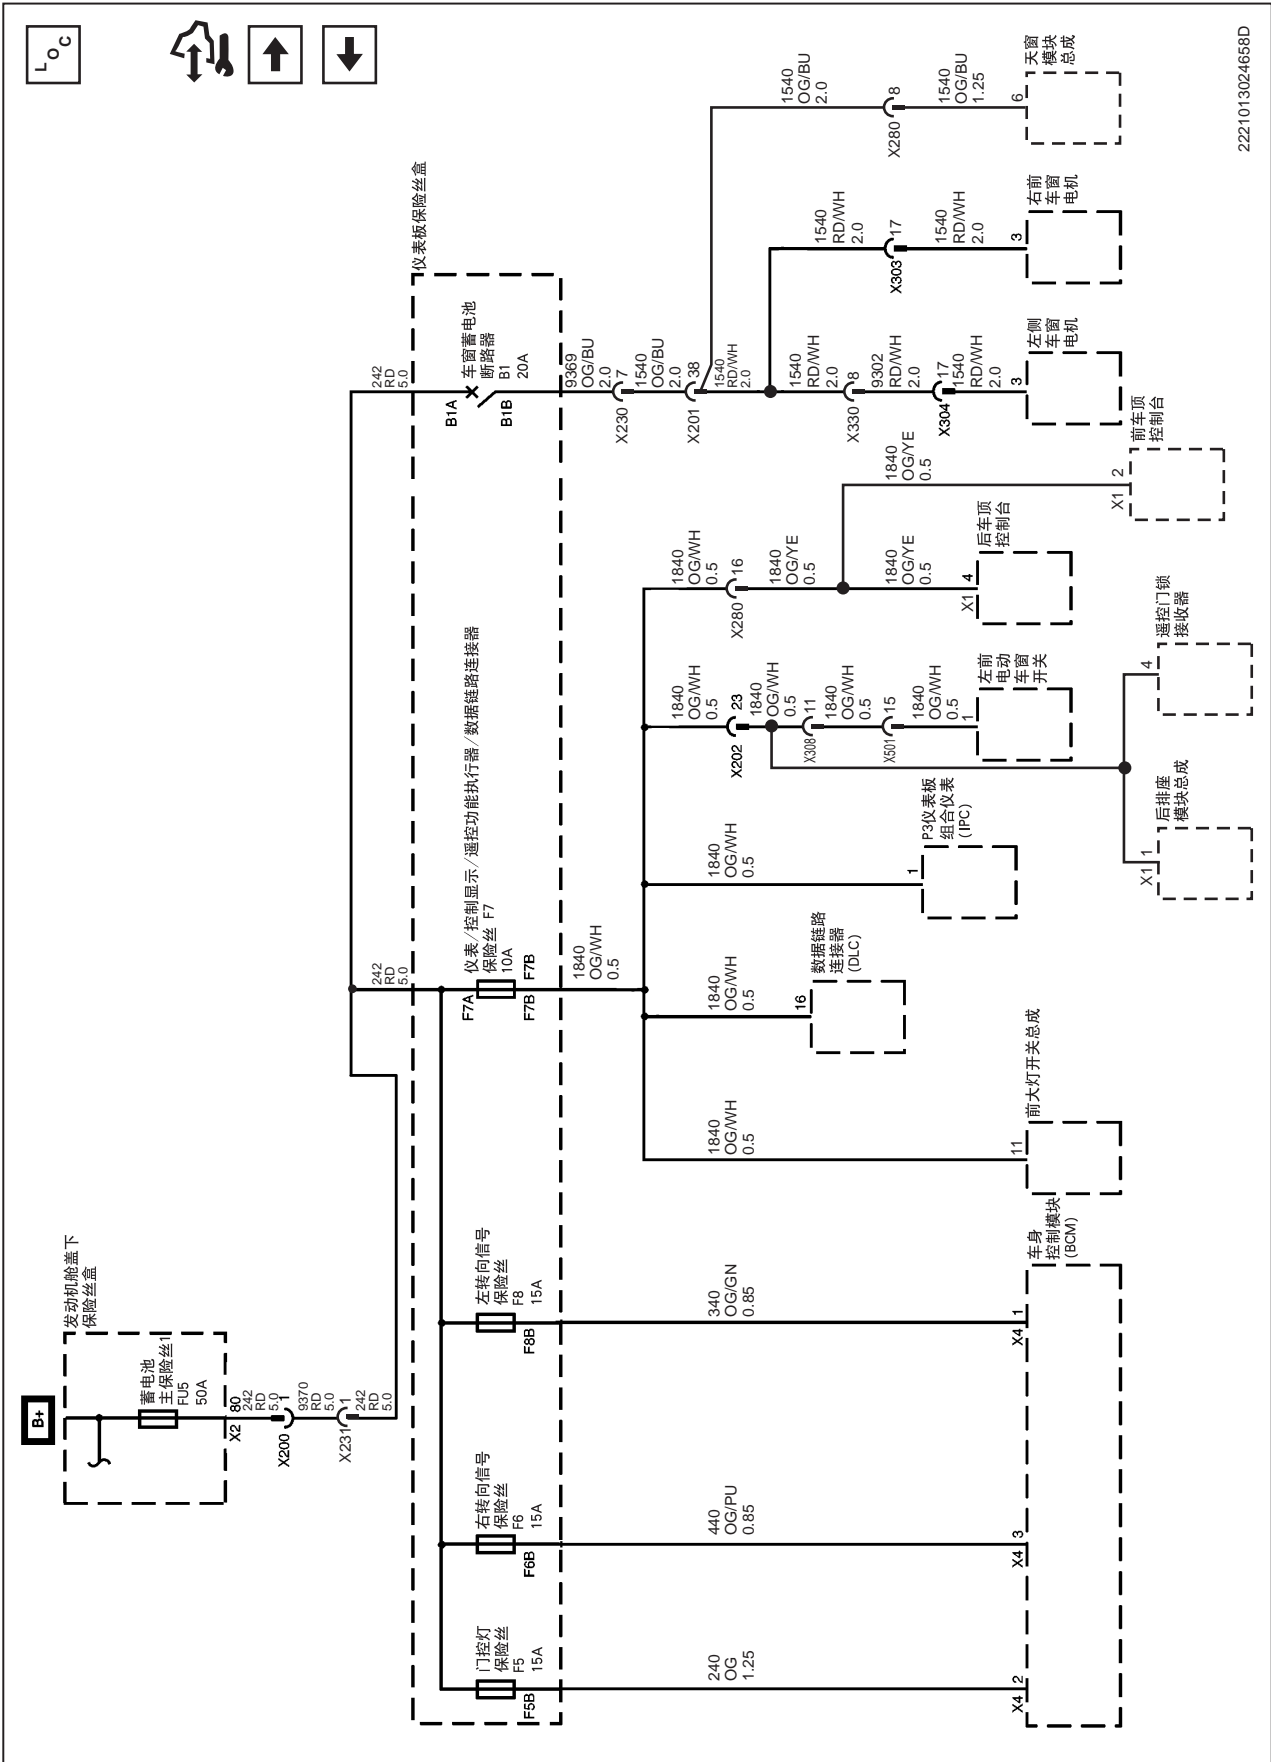 LOC
B+
发动机舱盖下
保险丝盒
蓄电池
主保险丝1
FU5
50A
X2
80
242
RD
5.0
X200
1
9370
RD
5.0
X231
1
242
RD
5.0
242
RD
5.0
242
RD
5.0
仪表板保险丝盒
门控灯
保险丝
F5
15A
F5B
右转向信号
保险丝
F6
15A
F6B
左转向信号
保险丝
F8
15A
F8B
仪表/控制显示/遥控功能执行器/数据链路连接器
保险丝 F7
10A
F7A
F7B
F7B
车窗蓄电池
断路器
B1
20A
B1A
B1B
240
OG
1.25
440
OG/PU
0.85
340
OG/GN
0.85
X4
2
X4
3
X4
1
车身
控制模块
(BCM)
1840
OG/WH
0.5
1840
OG/WH
0.5
11
前大灯开关总成
1840
OG/WH
0.5
16
数据链路
连接器
(DLC)
1840
OG/WH
0.5
1
P3仪表板
组合仪表
(IPC)
1840
OG/WH
0.5
X202
23
1840
OG/WH
0.5
X308
11
1840
OG/WH
0.5
X501
15
1840
OG/WH
0.5
1
左前
电动
车窗
开关
X1
1
后排座
模块总成
4
遥控门锁
接收器
1840
OG/WH
0.5
X280
16
1840
OG/YE
0.5
1840
OG/YE
0.5
X1
4
后车顶
控制台
1840
OG/YE
0.5
X1
2
前车顶
控制台
9369
OG/BU
2.0
X230
7
1540
OG/BU
2.0
X201
38
1540
RD/WH
2.0
1540
RD/WH
2.0
X330
8
9302
RD/WH
2.0
X304
17
1540
RD/WH
2.0
3
左侧
车窗
电机
1540
RD/WH
2.0
X303
17
1540
RD/WH
2.0
3
右前
车窗
电机
1540
OG/BU
2.0
X280
8
1540
OG/BU
1.25
6
天窗
模块
总成
2221013024658D